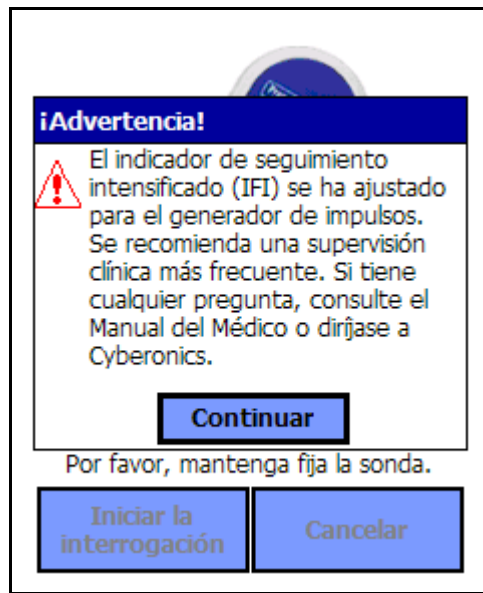 ¡Advertencia!
El indicador de seguimiento
intensificado (IFI) se ha ajustado
para el generador de impulsos.
Se recomienda una supervisión
clínica más frecuente. Si tiene
cualquier pregunta, consulte el
Manual del Médico o diríjase a
Cyberonics.
Continuar
Por favor, mantenga fija la sonda.
Iniciar la
interrogación
Cancelar